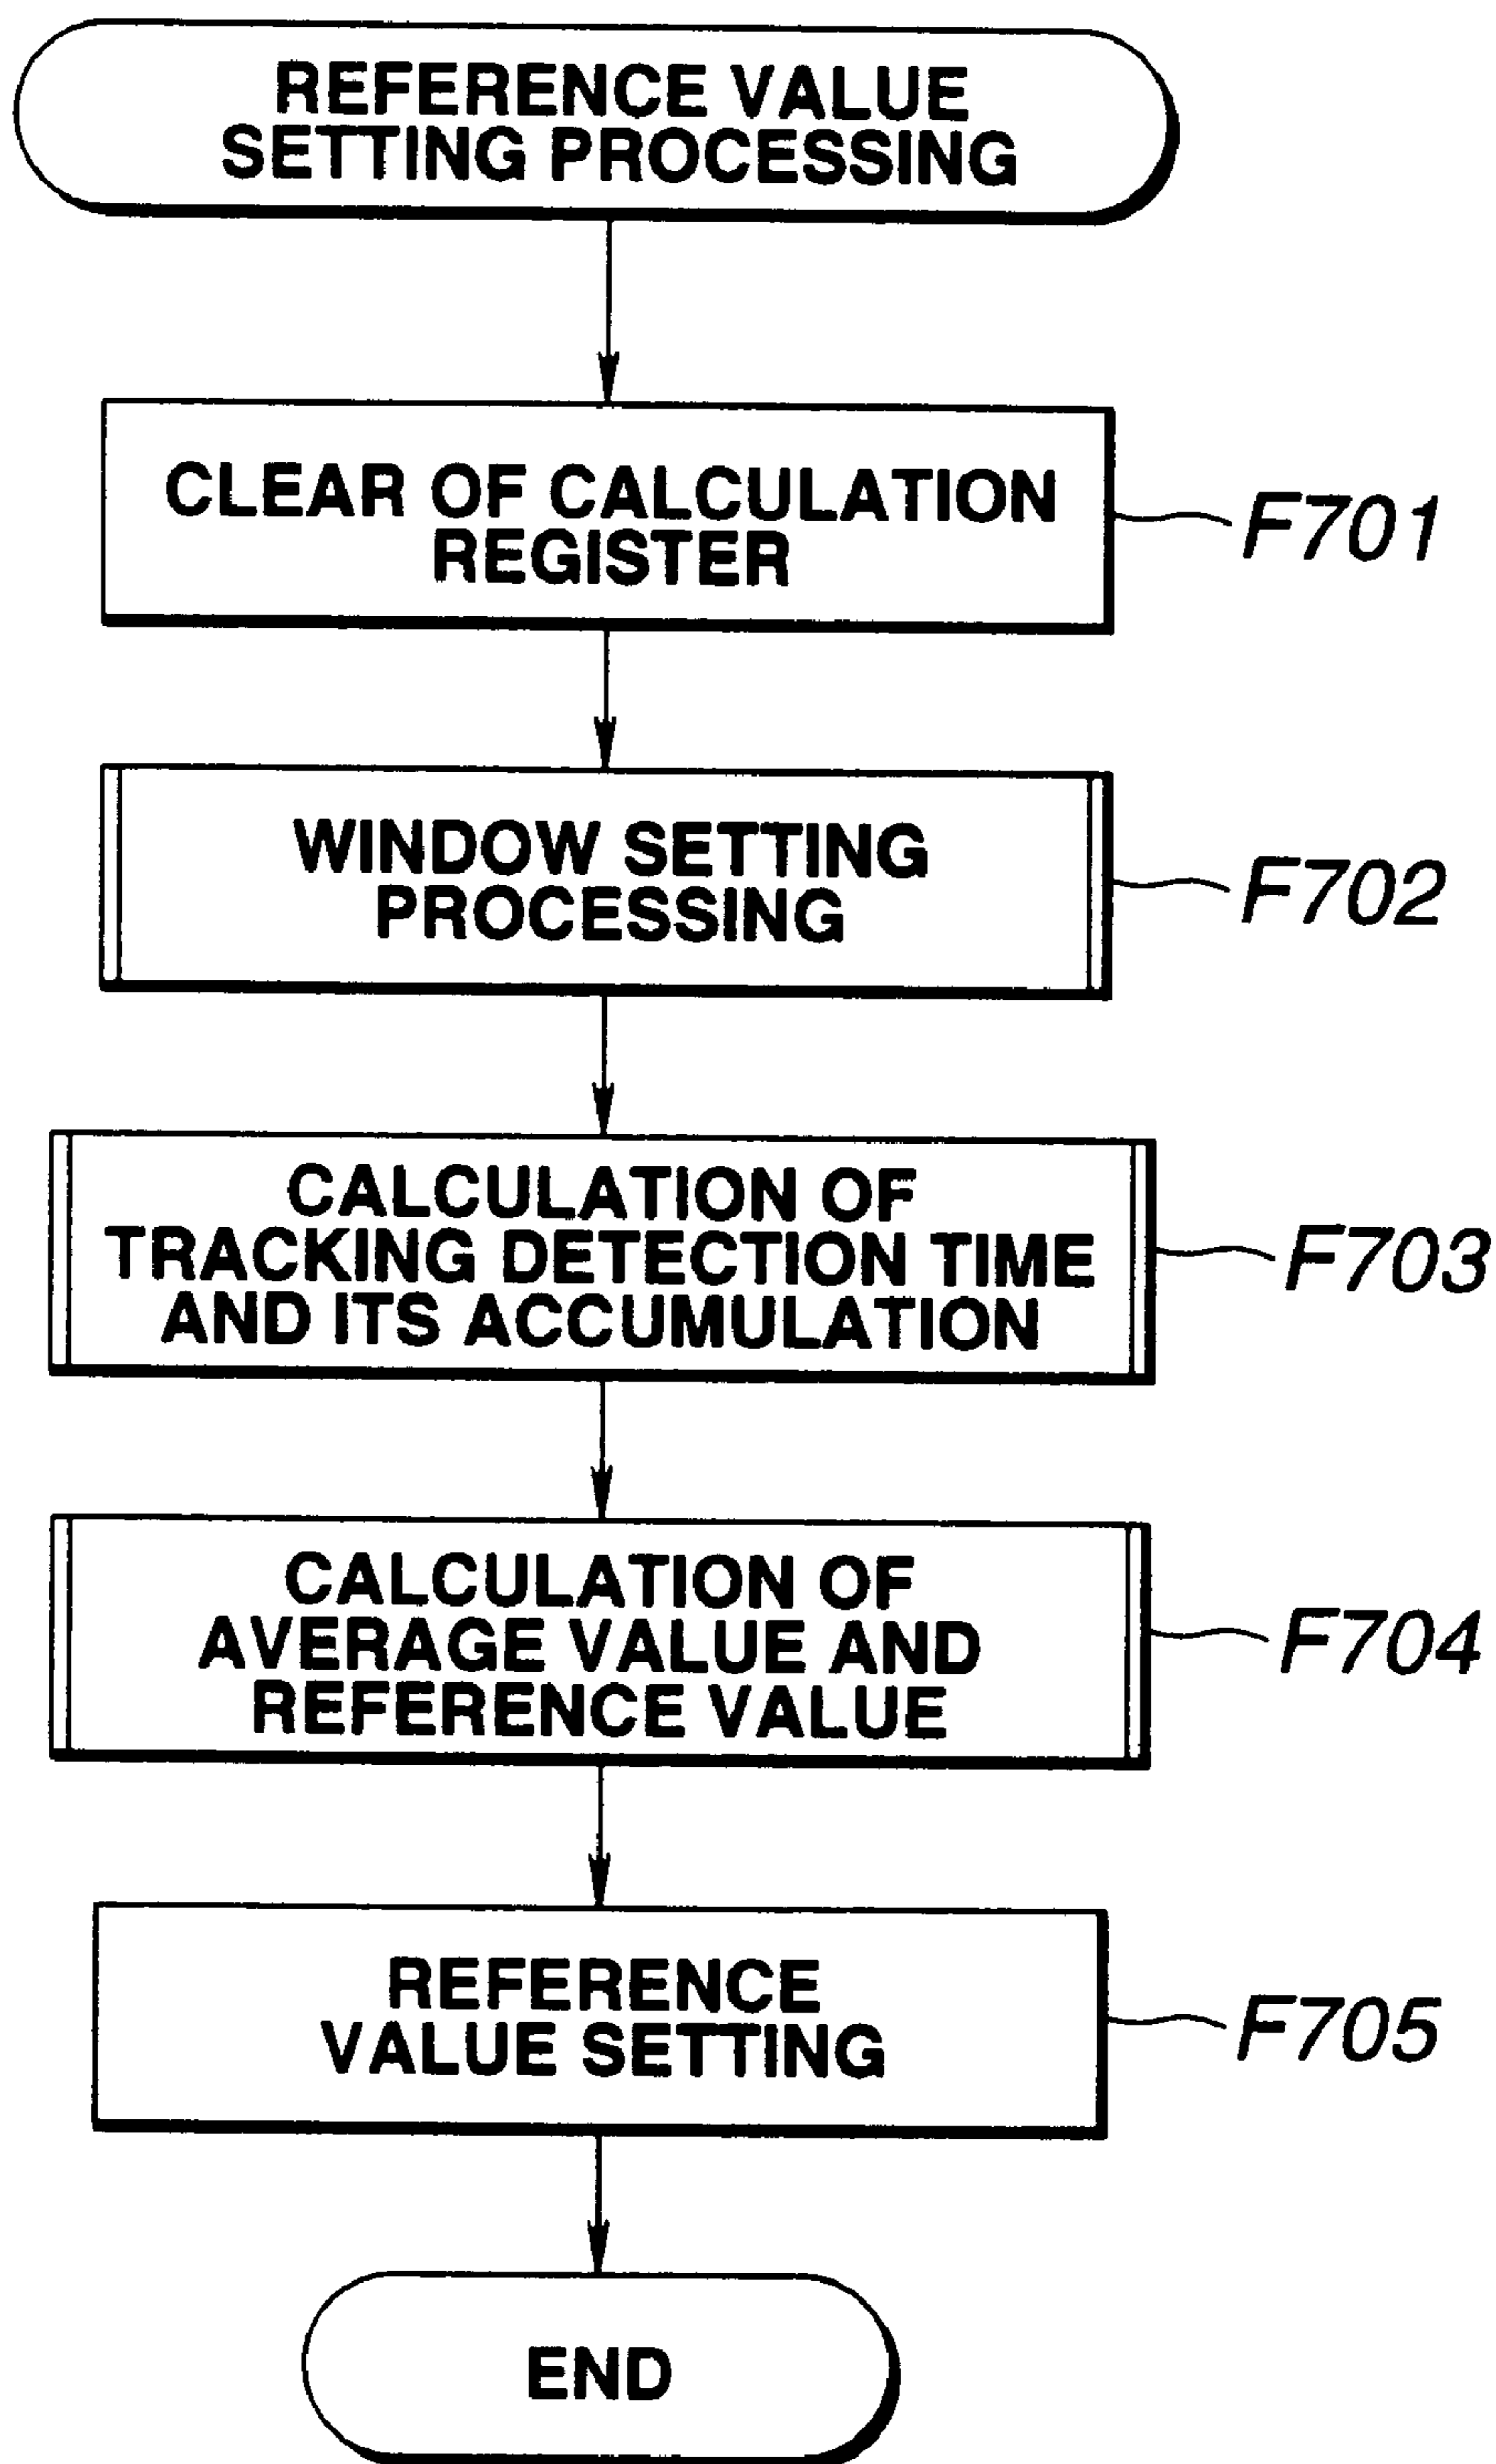 REFERENCE VALUE
SETTING PROCESSING
CLEAR OF CALCULATION
REGISTER
F701
WINDOW SETTING
PROCESSING
F702
CALCULATION OF
TRACKING DETECTION TIME
AND ITS ACCUMULATION
F703
CALCULATION OF
AVERAGE VALUE AND
REFERENCE VALUE
F704
REFERENCE
VALUE SETTING
F705
END